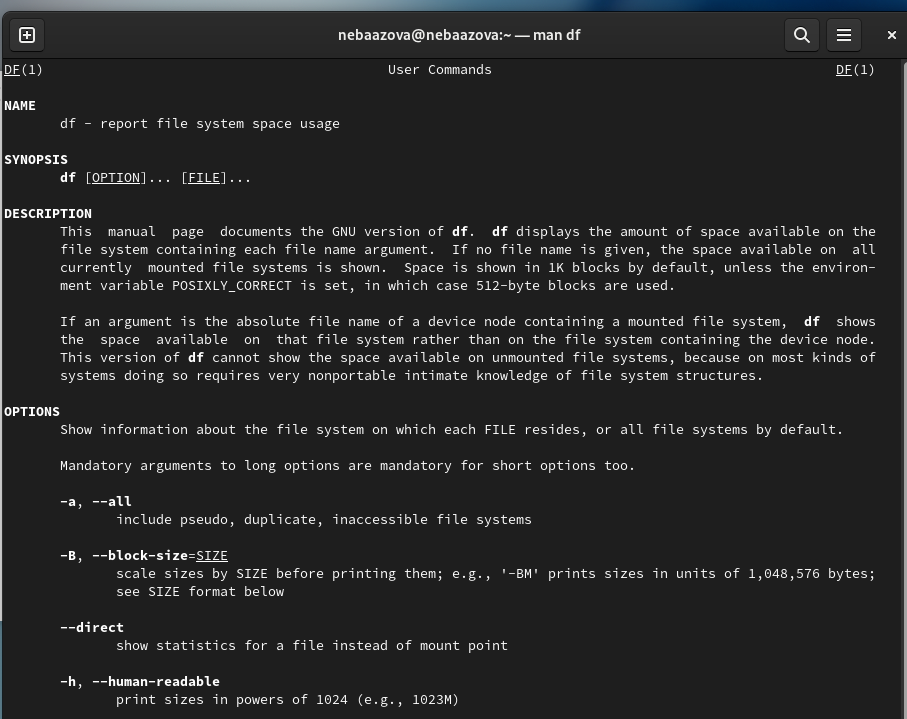 nebaazova@nebaazova:~ — man df
DF(1) User Commands DF(1)
NAME
df - report file system space usage
SYNOPSIS
df [OPTION]... [FILE]...
DESCRIPTION
This manual page documents the GNU version of df. df displays the amount of space available on the
file system containing each file name argument. If no file name is given, the space available on all
currently mounted file systems is shown. Space is shown in 1K blocks by default, unless the environ-
ment variable POSIXLY_CORRECT is set, in which case 512-byte blocks are used.
If an argument is the absolute file name of a device node containing a mounted file system, df shows
the space available on that file system rather than on the file system containing the device node.
This version of df cannot show the space available on unmounted file systems, because on most kinds of
systems doing so requires very nonportable intimate knowledge of file system structures.
OPTIONS
Show information about the file system on which each FILE resides, or all file systems by default.
Mandatory arguments to long options are mandatory for short options too.
-a, --all
include pseudo, duplicate, inaccessible file systems
-B, --block-size=SIZE
scale sizes by SIZE before printing them; e.g., '-BM' prints sizes in units of 1,048,576 bytes;
see SIZE format below
--direct
show statistics for a file instead of mount point
-h, --human-readable
print sizes in powers of 1024 (e.g., 1023M)